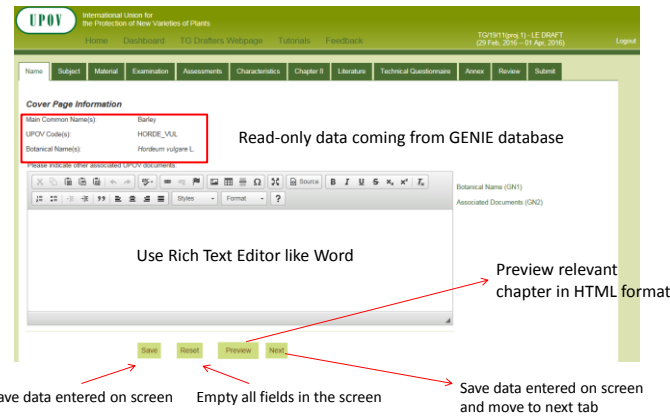 UPOV
International Union for
the Protection of New Varieties of Plants
Home Dashboard TG Drafters Webpage Tutorials Feedback
TG/19/11(proj.1) - LE DRAFT
(29 Feb, 2016 – 01 Apr, 2016)
Logout
Name Subject Material Examination Assessments Characteristics Chapter 8 Literature Technical Questionnaire Annex Review Submit
Cover Page Information
Main Common Name(s): Barley
UPOV Code(s): HORDE_VUL
Botanical Name(s): Hordeum vulgare L.
Read-only data coming from GENIE database
Please indicate other associated UPOV documents:
Source B I U S x₂ x² Tx
Styles Format ?
Botanical Name (GN1)
Associated Documents (GN2)
Use Rich Text Editor like Word
Preview relevant
chapter in HTML format
Save Reset Preview Next
ave data entered on screen
Empty all fields in the screen
Save data entered on screen
and move to next tab